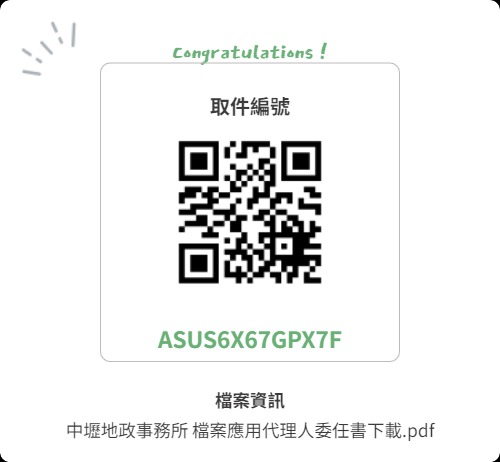 Congratulations !
取件編號
ASUS6X67GPX7F
檔案資訊
中壢地政事務所 檔案應用代理人委任書下載.pdf